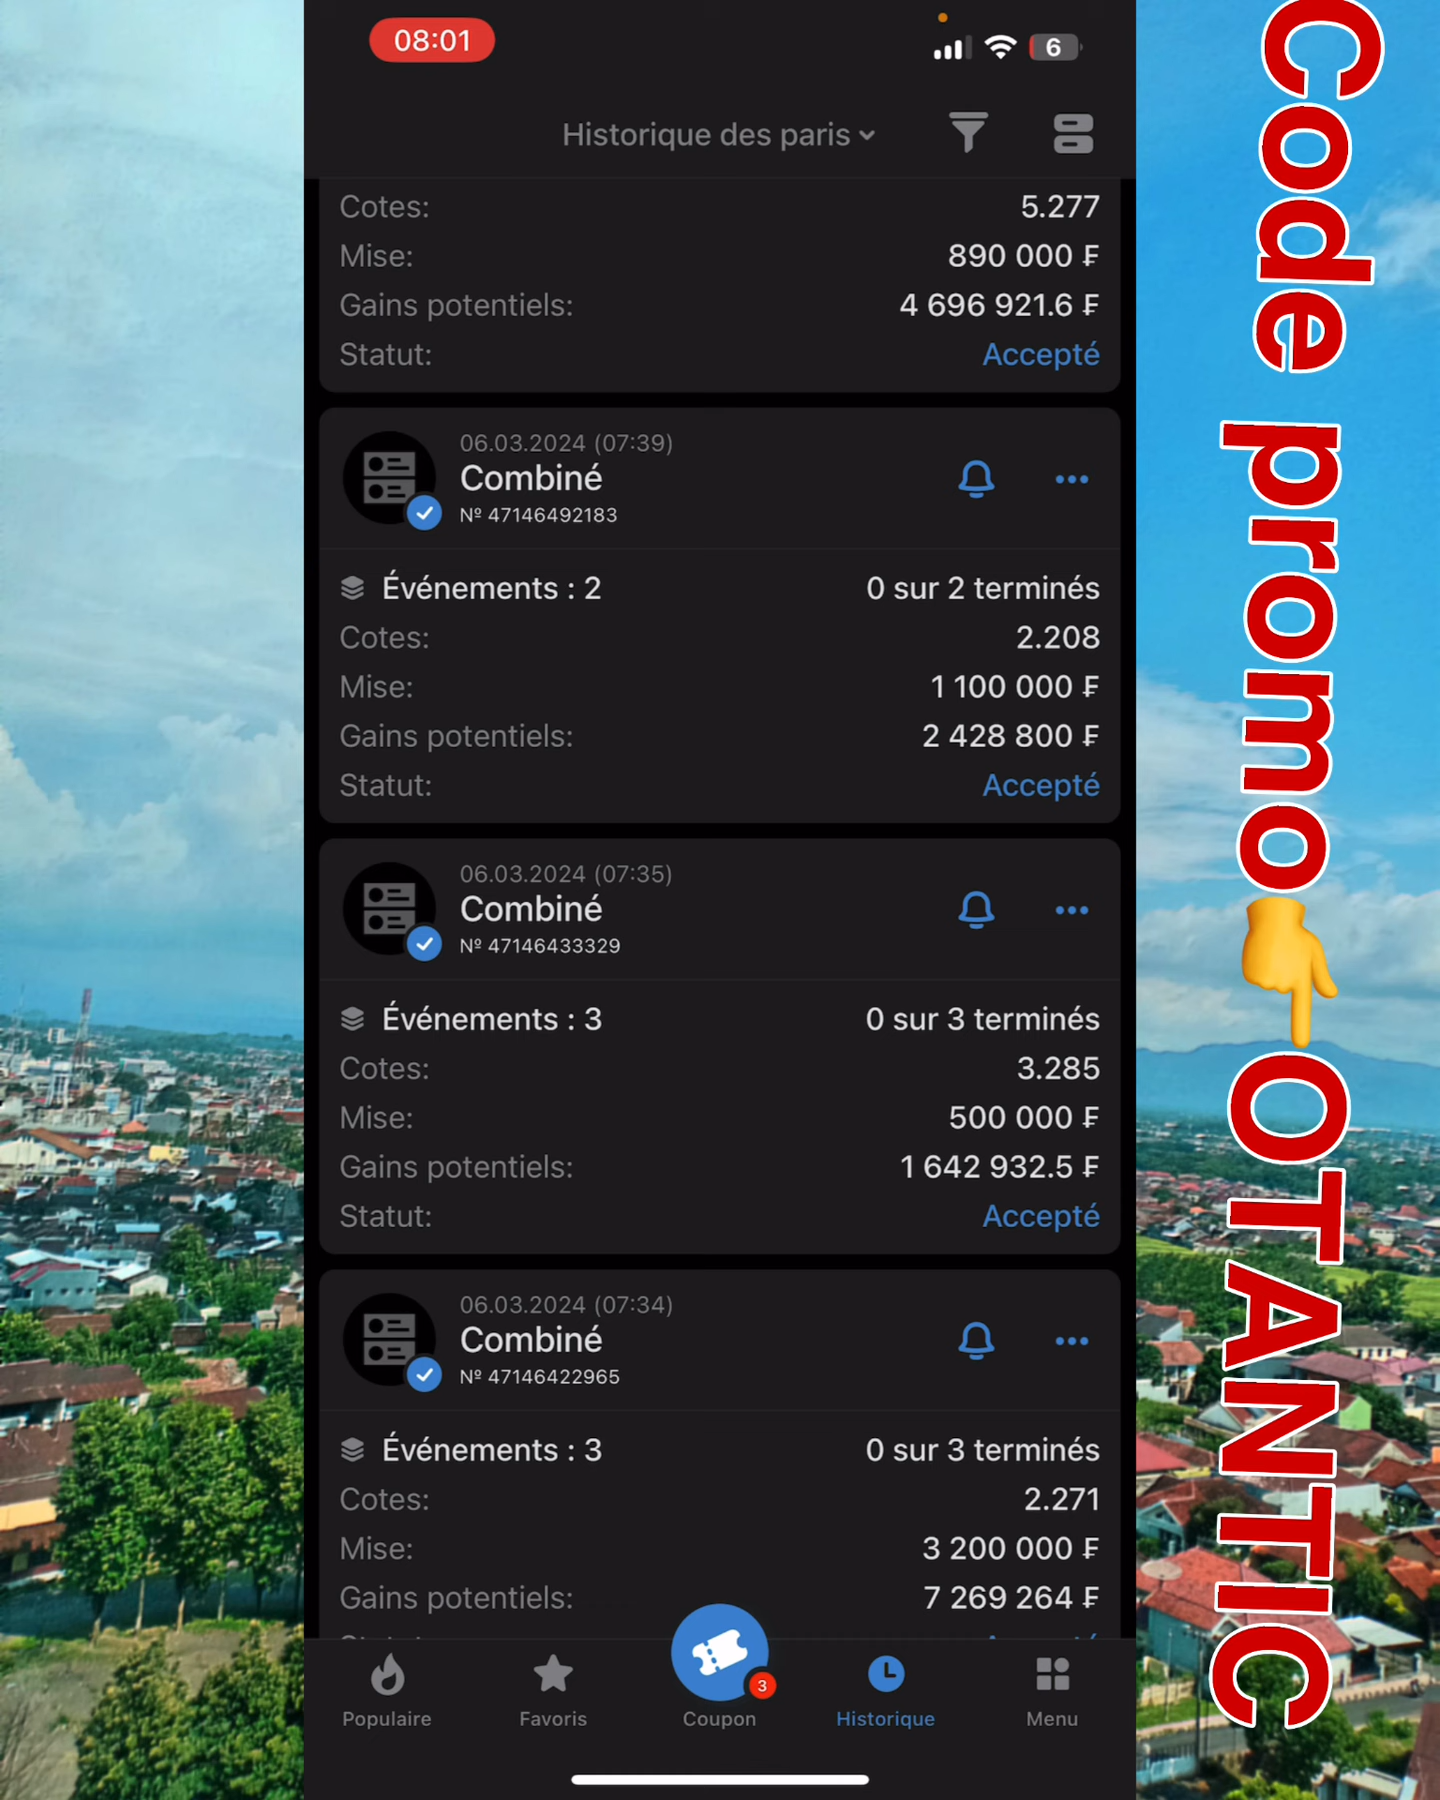 08:01
6
Historique des paris
Cotes: 5.277
Mise: 890 000 ₣
Gains potentiels: 4 696 921.6 ₣
Statut: Accepté
06.03.2024 (07:39)
Combiné
Nº 47146492183
Événements : 2 0 sur 2 terminés
Cotes: 2.208
Mise: 1 100 000 ₣
Gains potentiels: 2 428 800 ₣
Statut: Accepté
06.03.2024 (07:35)
Combiné
Nº 47146433329
Événements : 3 0 sur 3 terminés
Cotes: 3.285
Mise: 500 000 ₣
Gains potentiels: 1 642 932.5 ₣
Statut: Accepté
06.03.2024 (07:34)
Combiné
Nº 47146422965
Événements : 3 0 sur 3 terminés
Cotes: 2.271
Mise: 3 200 000 ₣
Gains potentiels: 7 269 264 ₣
3
Populaire Favoris Coupon Historique Menu
Code promo👉OTANTIC